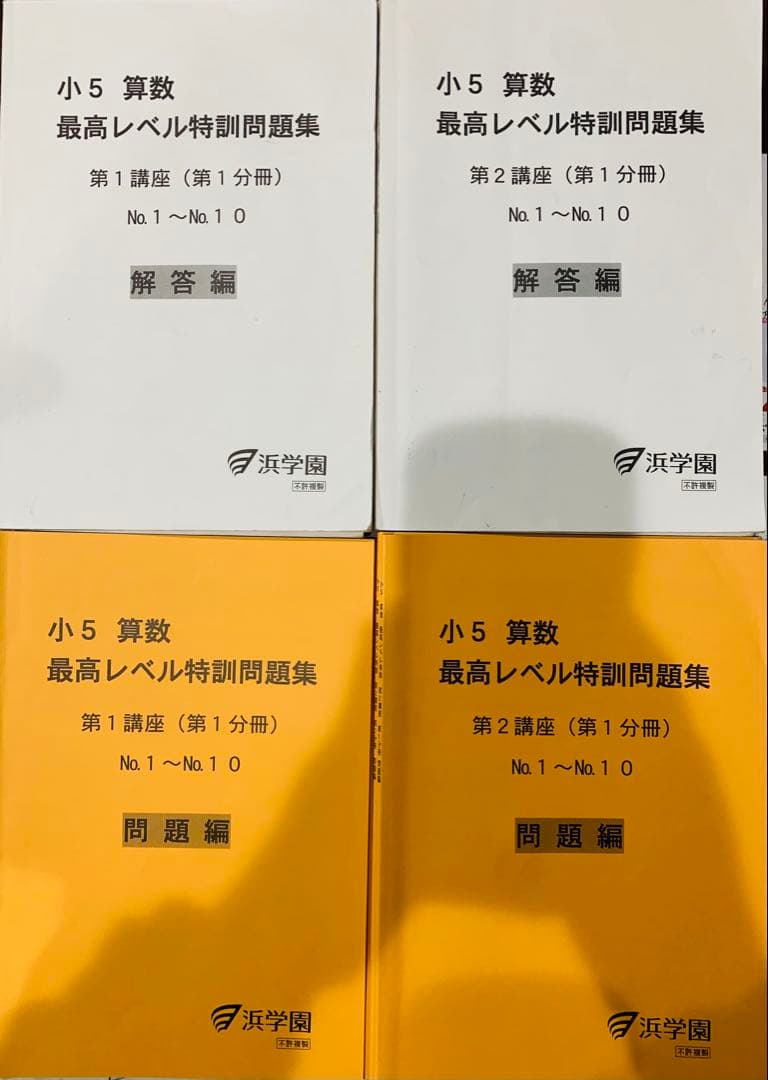 小5 算数
最高レベル特訓問題集
第1講座（第1分冊）
No.1～No.10
解答編
浜学園
不許複製
小5 算数
最高レベル特訓問題集
第2講座（第1分冊）
No.1～No.10
解答編
浜学園
不許複製
小5 算数
最高レベル特訓問題集
第1講座（第1分冊）
No.1～No.10
問題編
浜学園
不許複製
小5 算数
最高レベル特訓問題集
第2講座（第1分冊）
No.1～No.10
問題編
浜学園
不許複製